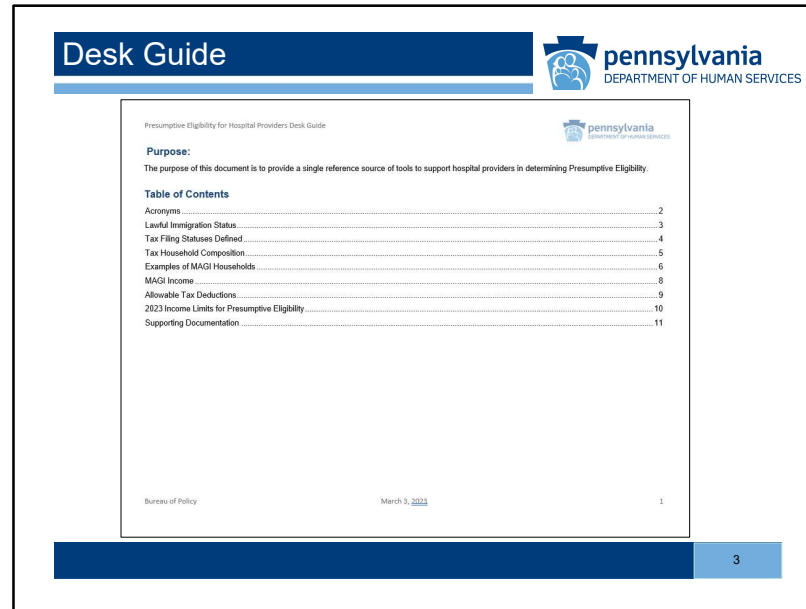 Desk Guide
pennsylvania
DEPARTMENT OF HUMAN SERVICES
Presumptive Eligibility for Hospital Providers Desk Guide
pennsylvania
DEPARTMENT OF HUMAN SERVICES
Purpose:
The purpose of this document is to provide a single reference source of tools to support hospital providers in determining Presumptive Eligibility.
Table of Contents
Acronyms 2
Lawful Immigration Status 3
Tax Filing Statuses Defined 4
Tax Household Composition 5
Examples of MAGI Households 6
MAGI Income 8
Allowable Tax Deductions 9
2023 Income Limits for Presumptive Eligibility 10
Supporting Documentation 11
Bureau of Policy March 3, 2023 1
3